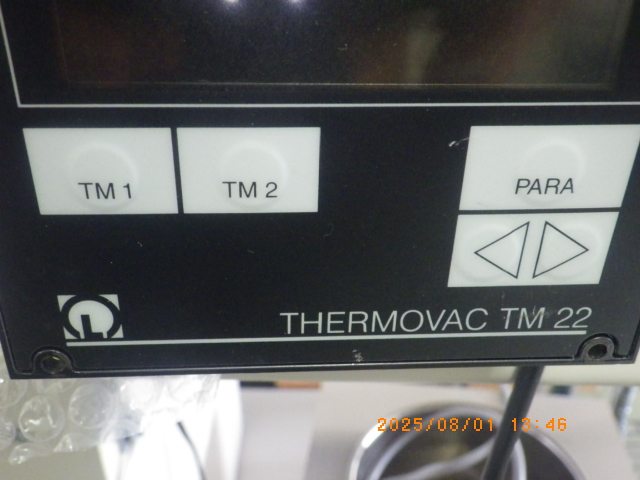 TM 1
TM 2
PARA
THERMOVAC TM 22
2025/08/01 13:46